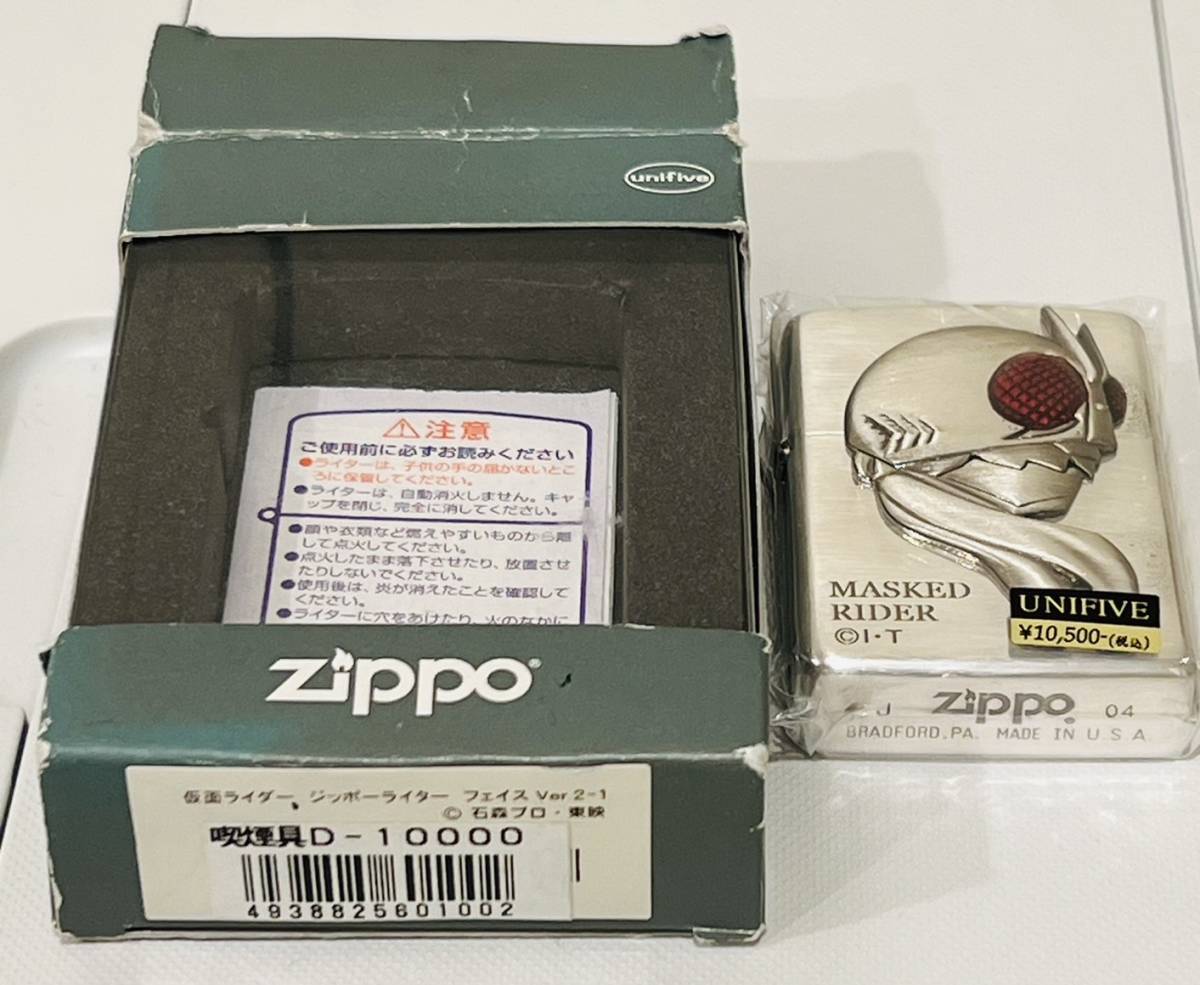 unifive
⚠注意
ご使用前に必ずお読みください
●ライターは、子供の手の届かないとこ
ろに保管してください。
●ライターは、自動消火しません。キャ
ップを閉じ、完全に消してください。
●顔や衣類など燃えやすいものから離
して点火してください。
●点火したまま落下させたり、放置させ
たりしないでください。
●使用後は、炎が消えたことを確認して
ください。
●ライターに穴をあけたり、火のなかに
zippo®
仮面ライダー ジッポーライター フェイス Ver 2-1
© 石森プロ・東映
喫煙具D-10000
4938825601002
MASKED
RIDER
©I・T
UNIFIVE
¥10,500-(税込)
J zippo 04
BRADFORD,PA. MADE IN U.S.A.